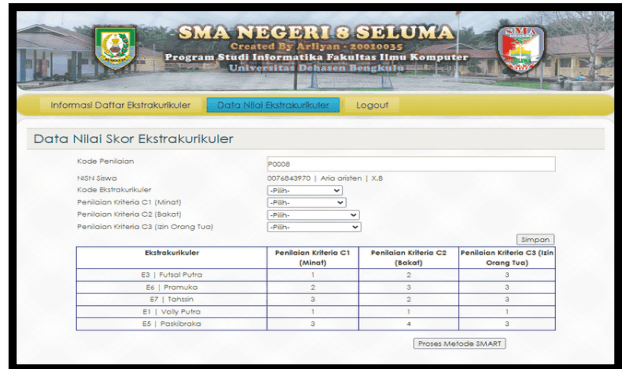 SMA NEGERI 8 SELUMA
Created By Arliyan - 20010035
Program Studi Informatika Fakultas Ilmu Komputer
Universitas Dehasen Bengkulu
Informasi Daftar Ekstrakurikuler Data Nilai Ekstrakurikuler Logout
Data Nilai Skor Ekstrakurikuler
Kode Penilaian P0008
NISN Siswa 0076843970 | Aria aristen | X.8
Kode Ekstrakurikuler -Pilih-
Penilaian Kriteria C1 (Minat) -Pilih-
Penilaian Kriteria C2 (Bakat) -Pilih-
Penilaian Kriteria C3 (Izin Orang Tua) -Pilih-
Simpan
Ekstrakurikuler Penilaian Kriteria C1 (Minat) Penilaian Kriteria C2 (Bakat) Penilaian Kriteria C3 (Izin Orang Tua)
E3 | Futsal Putra 1 2 3
E6 | Pramuka 2 3 3
E7 | Tahssin 3 2 3
E1 | Volly Putra 1 1 1
E5 | Paskibraka 3 4 3
Proses Metode SMART